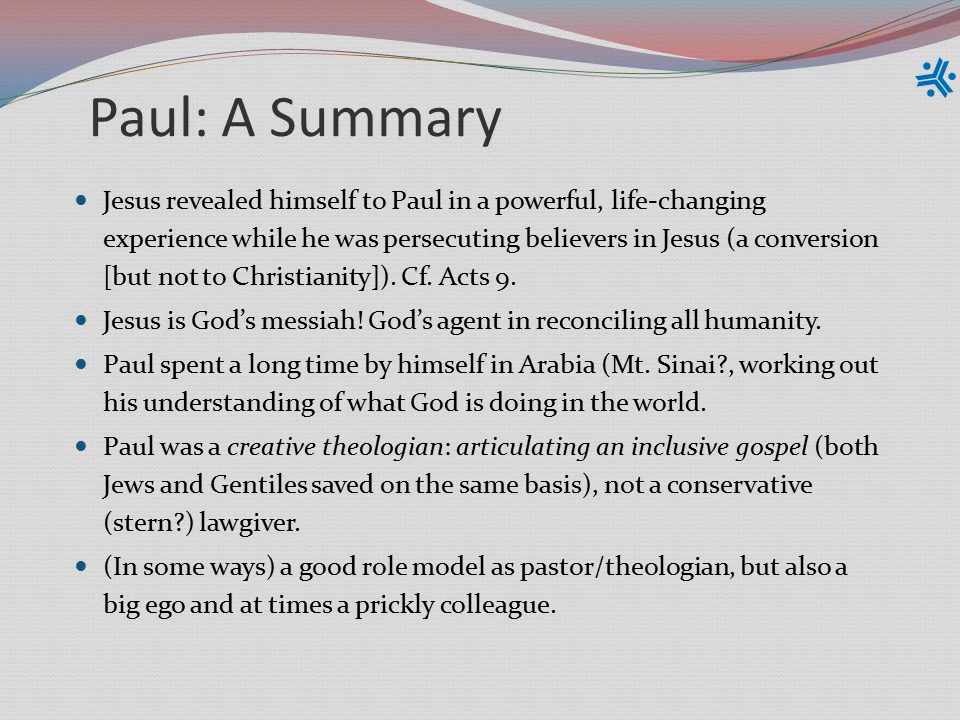 Paul: A Summary
Jesus revealed himself to Paul in a powerful, life-changing
experience while he was persecuting believers in Jesus (a conversion
[but not to Christianity]). Cf. Acts 9.
Jesus is God’s messiah! God’s agent in reconciling all humanity.
Paul spent a long time by himself in Arabia (Mt. Sinai?, working out
his understanding of what God is doing in the world.
Paul was a creative theologian: articulating an inclusive gospel (both
Jews and Gentiles saved on the same basis), not a conservative
(stern?) lawgiver.
(In some ways) a good role model as pastor/theologian, but also a
big ego and at times a prickly colleague.